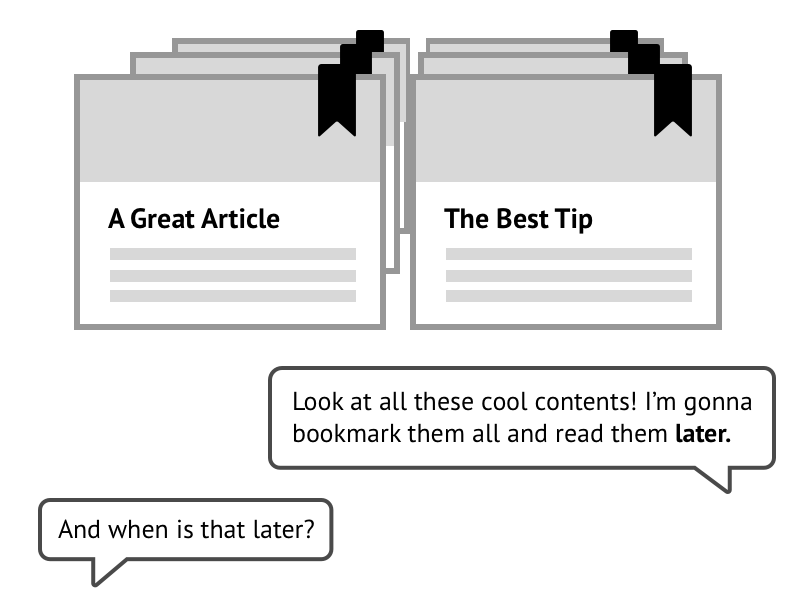 A Great Article
The Best Tip
Look at all these cool contents! I’m gonna
bookmark them all and read them later.
And when is that later?